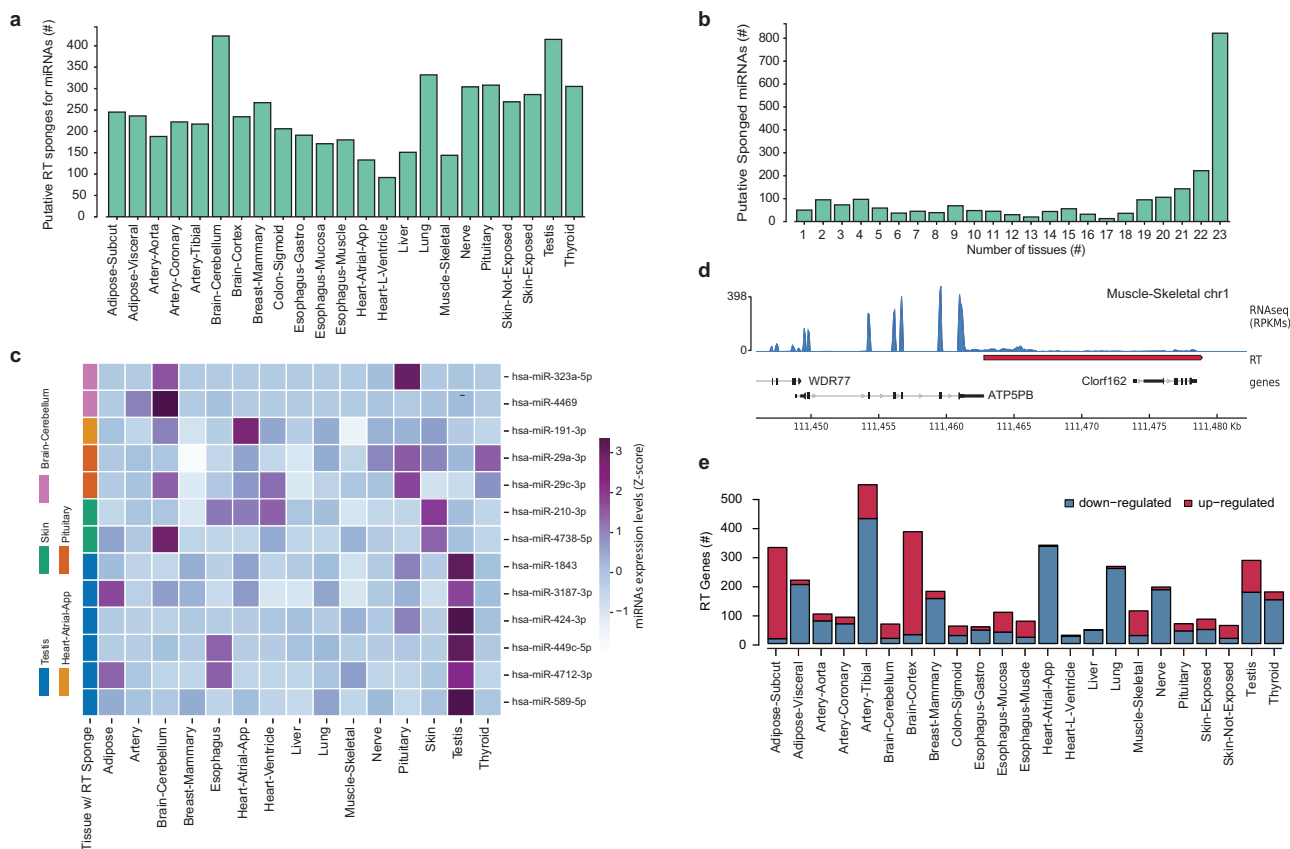 a
Putative RT sponges for miRNAs (#)
400
350
300
250
200
150
100
50
0
Adipose-Subcut
Adipose-Visceral
Artery-Aorta
Artery-Coronary
Artery-Tibial
Brain-Cerebellum
Brain-Cortex
Breast-Mammary
Colon-Sigmoid
Esophagus-Gastro
Esophagus-Mucosa
Esophagus-Muscle
Heart-Atrial-App
Heart-L-Ventricle
Liver
Lung
Muscle-Skeletal
Nerve
Pituitary
Skin-Not-Exposed
Skin-Exposed
Testis
Thyroid
b
Putative Sponged miRNAs (#)
800
700
600
500
400
300
200
100
0
1 2 3 4 5 6 7 8 9 10 11 12 13 14 15 16 17 18 19 20 21 22 23
Number of tissues (#)
c
Brain-Cerebellum
Skin
Pituitary
Testis
Heart-Atrial-App
hsa-miR-323a-5p
hsa-miR-4469
hsa-miR-191-3p
hsa-miR-29a-3p
hsa-miR-29c-3p
hsa-miR-210-3p
hsa-miR-4738-5p
hsa-miR-1843
hsa-miR-3187-3p
hsa-miR-424-3p
hsa-miR-449c-5p
hsa-miR-4712-3p
hsa-miR-589-5p
Tissue w/ RT Sponge
Adipose
Artery
Brain-Cerebellum
Breast-Mammary
Esophagus
Heart-Atrial-App
Heart-Ventricle
Liver
Lung
Muscle-Skeletal
Nerve
Pituitary
Skin
Testis
Thyroid
3
2
1
0
−1
miRNAs expression levels (Z-score)
d
398
0
Muscle-Skeletal chr1
RNAseq
(RPKMs)
RT
genes
WDR77
ATP5PB
Clorf162
111,450 111,455 111,460 111,465 111,470 111,475 111,480 Kb
e
RT Genes (#)
500
400
300
200
100
0
down-regulated
up-regulated
Adipose-Subcut
Adipose-Visceral
Artery-Aorta
Artery-Coronary
Artery-Tibial
Brain-Cerebellum
Brain-Cortex
Breast-Mammary
Colon-Sigmoid
Esophagus-Gastro
Esophagus-Mucosa
Esophagus-Muscle
Heart-Atrial-App
Heart-L-Ventricle
Liver
Lung
Muscle-Skeletal
Nerve
Pituitary
Skin-Exposed
Skin-Not-Exposed
Testis
Thyroid